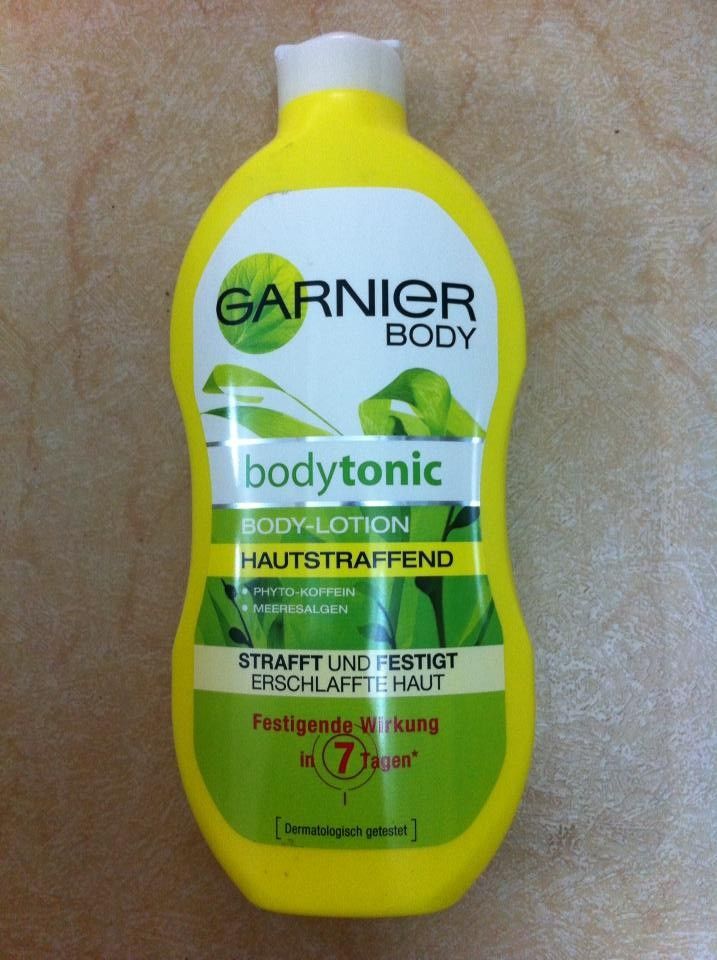 GARNIER
BODY
bodytonic
BODY-LOTION
HAUTSTRAFFEND
• PHYTO-KOFFEIN
• MEERESALGEN
STRAFFT UND FESTIGT
ERSCHLAFFTE HAUT
Festigende Wirkung
in 7 Tagen*
[ Dermatologisch getestet ]